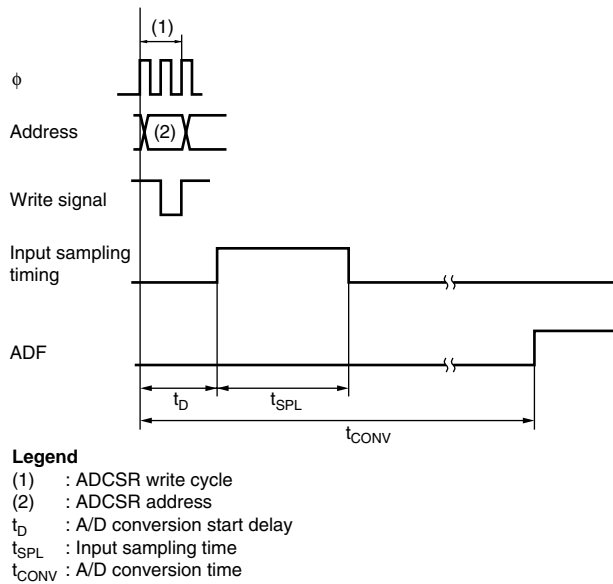 (1)
ϕ
Address
(2)
Write signal
Input sampling
timing
ADF
tD
tSPL
tCONV
Legend
(1) : ADCSR write cycle
(2) : ADCSR address
tD : A/D conversion start delay
tSPL : Input sampling time
tCONV : A/D conversion time